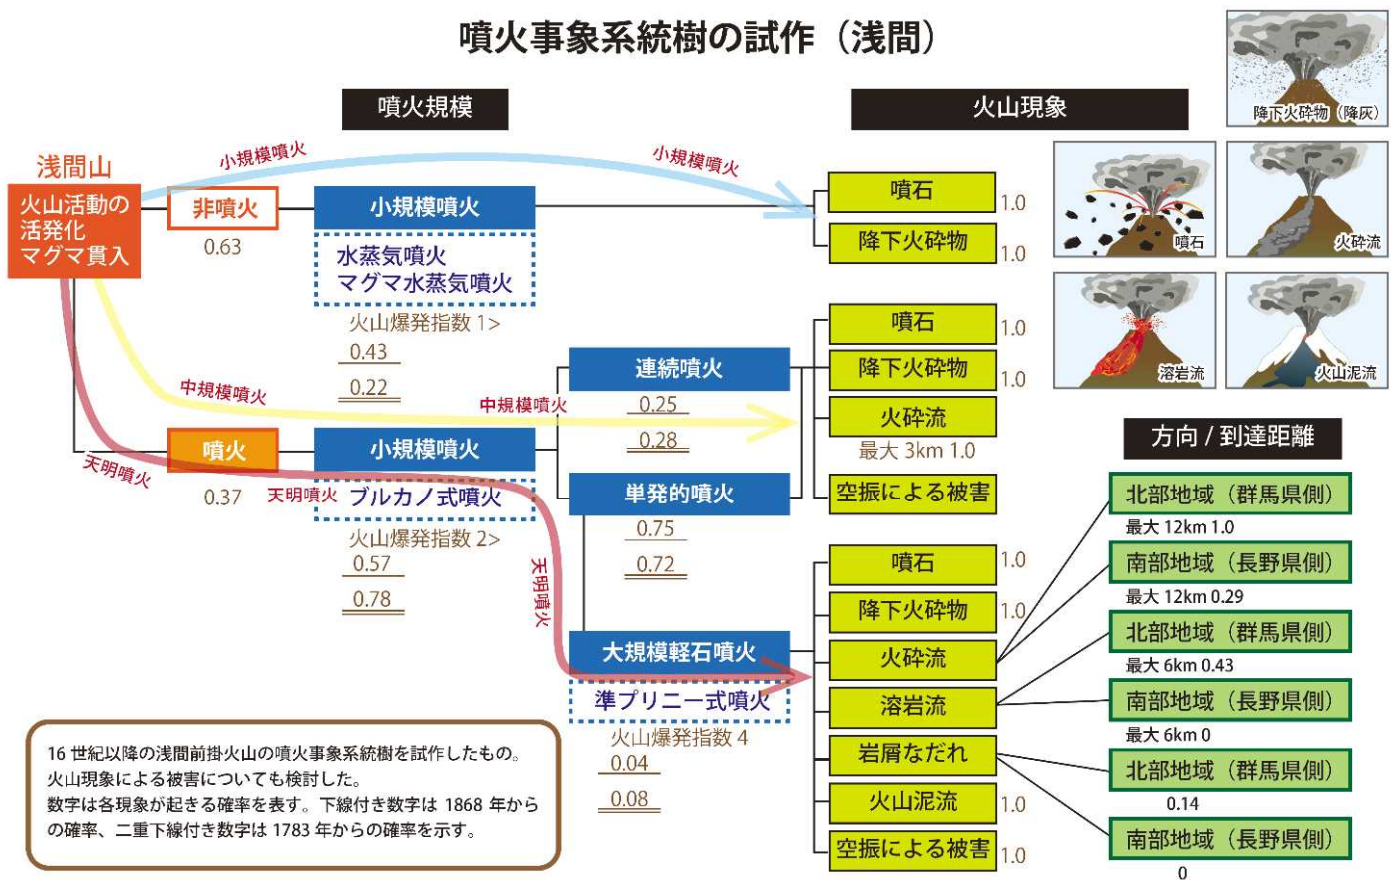 噴火事象系統樹の試作（浅間）
噴火規模
火山現象
降下火砕物（降灰）
噴石
火砕流
溶岩流
火山泥流
浅間山
火山活動の
活発化
マグマ貫入
小規模噴火
小規模噴火
非噴火
0.63
小規模噴火
水蒸気噴火
マグマ水蒸気噴火
火山爆発指数 1>
0.43
0.22
噴石
1.0
降下火砕物
1.0
中規模噴火
中規模噴火
天明噴火
天明噴火
天明噴火
噴火
0.37
小規模噴火
ブルカノ式噴火
火山爆発指数 2>
0.57
0.78
連続噴火
0.25
0.28
単発的噴火
0.75
0.72
大規模軽石噴火
準プリニー式噴火
火山爆発指数 4
0.04
0.08
噴石
1.0
降下火砕物
1.0
火砕流
最大 3km 1.0
空振による被害
噴石
1.0
降下火砕物
1.0
火砕流
溶岩流
岩屑なだれ
火山泥流
1.0
空振による被害
1.0
方向 / 到達距離
北部地域（群馬県側）
最大 12km 1.0
南部地域（長野県側）
最大 12km 0.29
北部地域（群馬県側）
最大 6km 0.43
南部地域（長野県側）
最大 6km 0
北部地域（群馬県側）
0.14
南部地域（長野県側）
0
16 世紀以降の浅間前掛火山の噴火事象系統樹を試作したもの。
火山現象による被害についても検討した。
数字は各現象が起きる確率を表す。下線付き数字は 1868 年から
の確率、二重下線付き数字は 1783 年からの確率を示す。